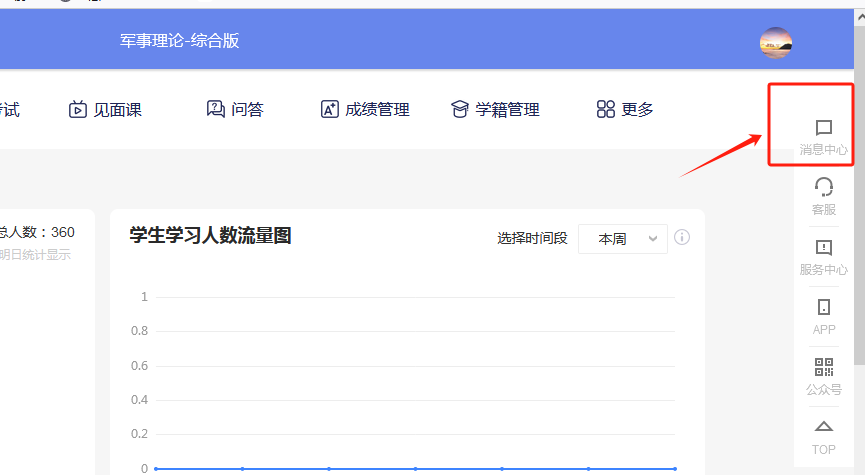 军事理论-综合版
考试
见面课
问答
成绩管理
学籍管理
更多
消息中心
客服
服务中心
APP
公众号
TOP
总人数：360
明日统计显示
学生学习人数流量图
选择时间段
本周
1
0.8
0.6
0.4
0.2
0